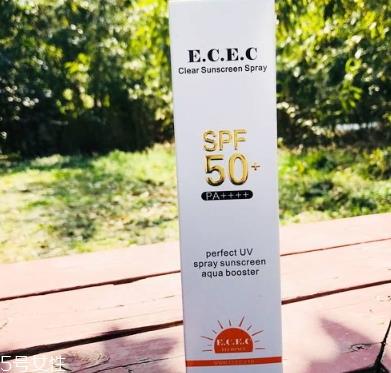 E.C.E.C
Clear Sunscreen Spray
SPF
50+
PA++++
perfect UV
spray sunscreen
aqua booster
E.C.E.C
5号女性